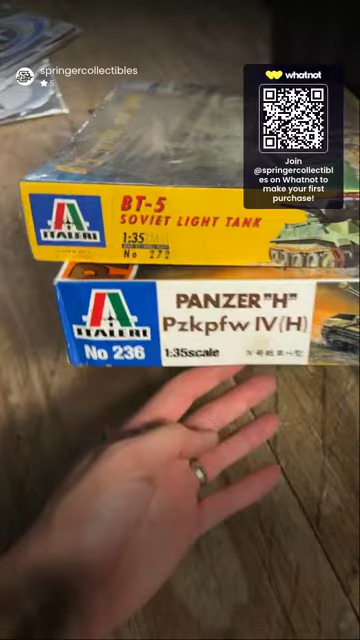 springercollectibles
whatnot
Join
@springercollectibl
es on Whatnot to
make your first
purchase!
BT-5
SOVIET LIGHT TANK
ITALERI
1:35
No 272
PANZER "H"
Pzkpfw IV(H)
ITALERI
No 236
1:35scale